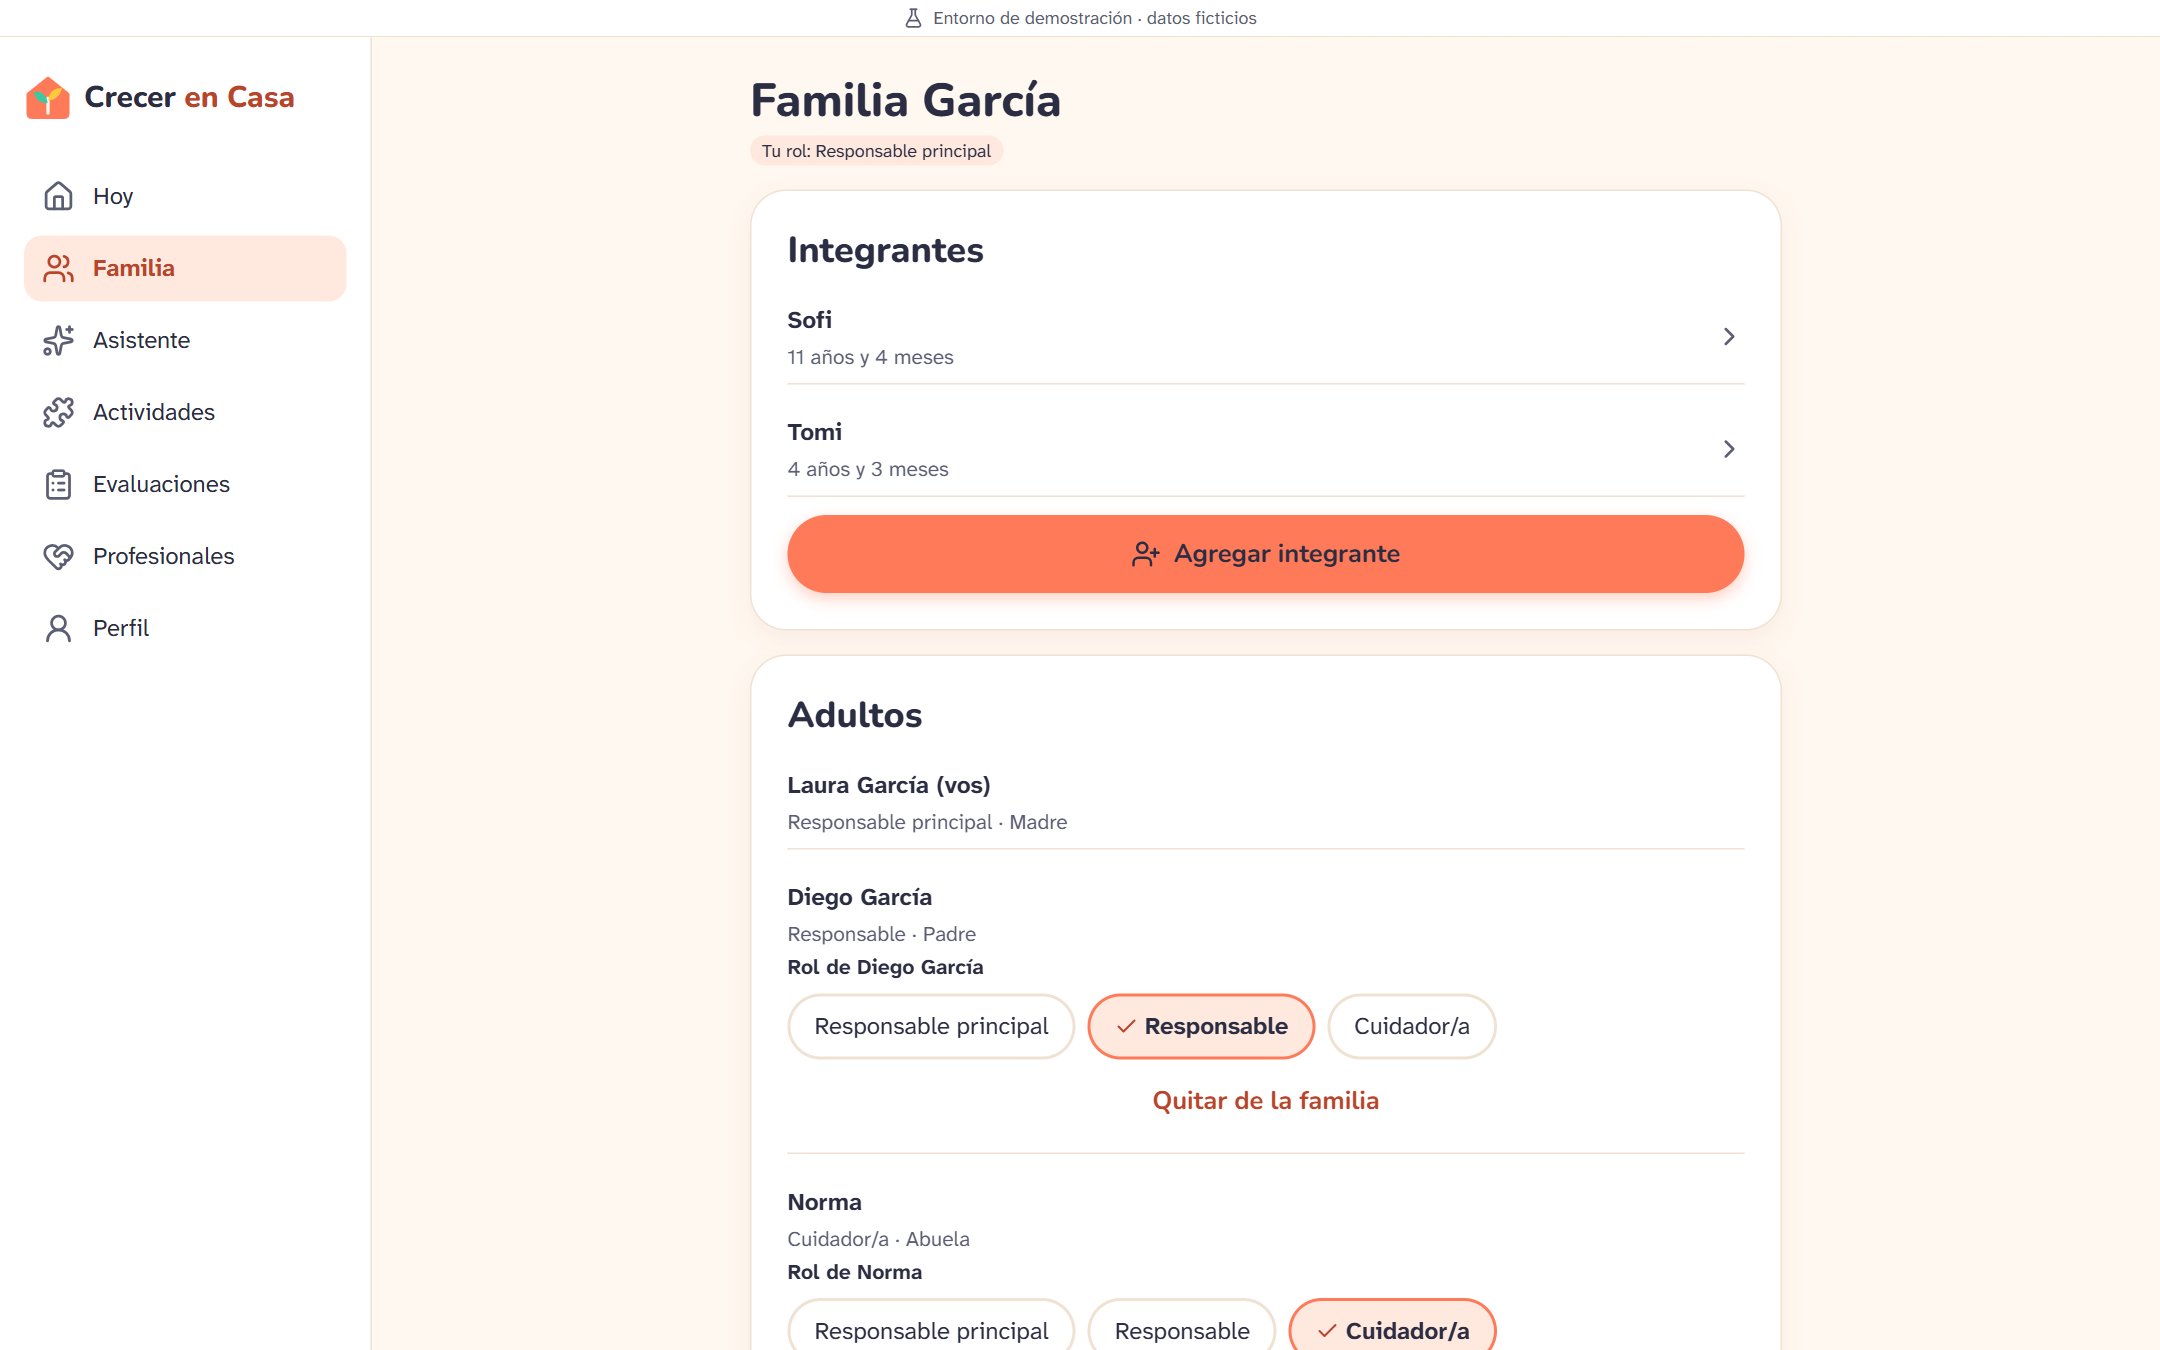 Entorno de demostración · datos ficticios
Crecer en Casa
Hoy
Familia
Asistente
Actividades
Evaluaciones
Profesionales
Perfil
Familia García
Tu rol: Responsable principal
Integrantes
Sofi
11 años y 4 meses
Tomi
4 años y 3 meses
Agregar integrante
Adultos
Laura García (vos)
Responsable principal · Madre
Diego García
Responsable · Padre
Rol de Diego García
Responsable principal Responsable Cuidador/a
Quitar de la familia
Norma
Cuidador/a · Abuela
Rol de Norma
Responsable principal Responsable Cuidador/a